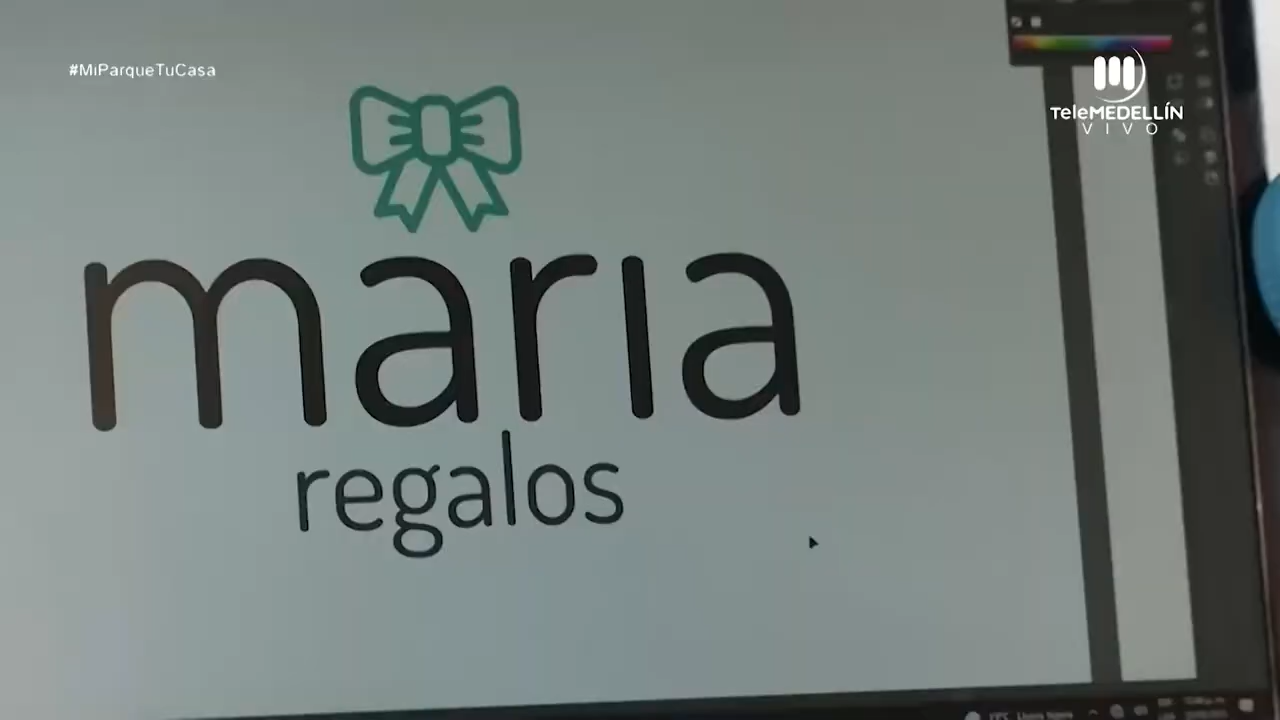 #MiParqueTuCasa
TeleMEDELLÍN
VIVO
maria
regalos